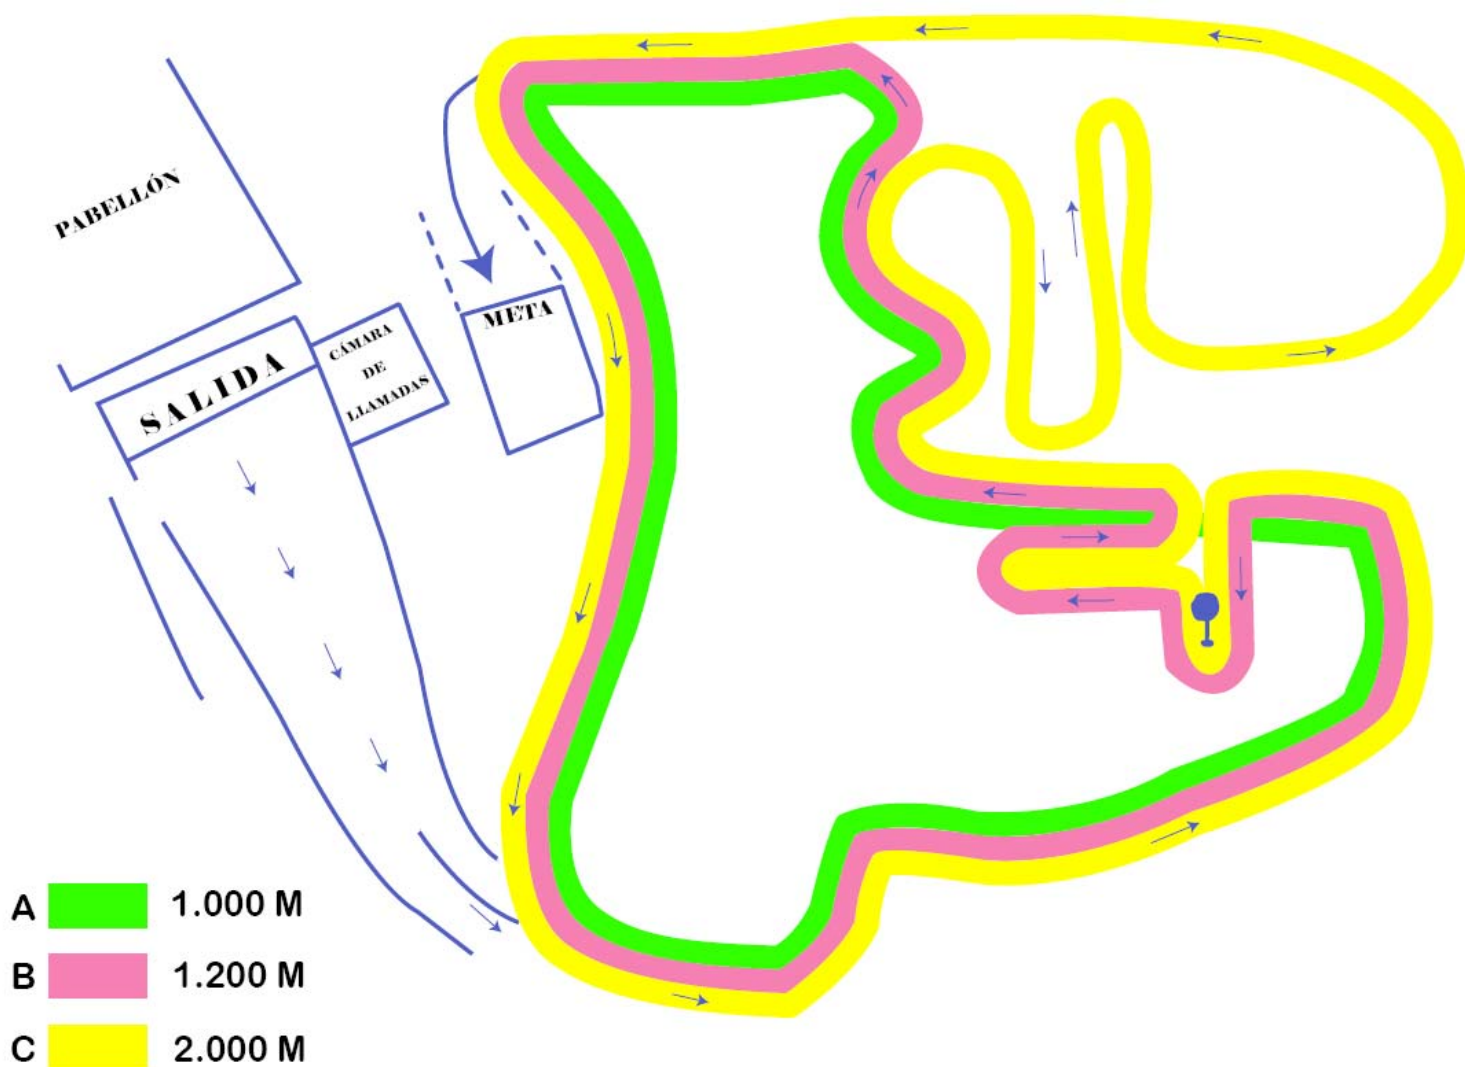 PABELLÓN
SALIDA
CÁMARA
DE
LLAMADAS
META
A 1.000 M
B 1.200 M
C 2.000 M